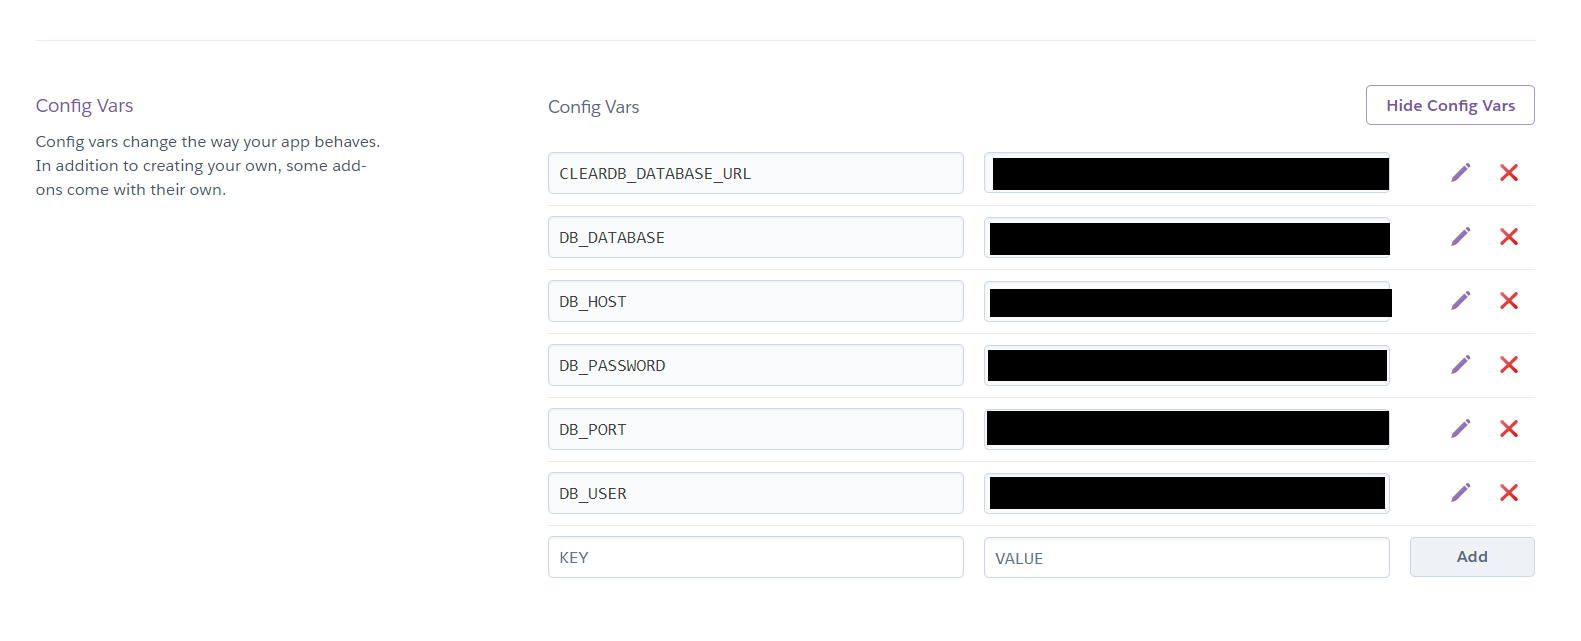 Config Vars
Config vars change the way your app behaves.
In addition to creating your own, some add-
ons come with their own.
Config Vars
Hide Config Vars
CLEARDB_DATABASE_URL
DB_DATABASE
DB_HOST
DB_PASSWORD
DB_PORT
DB_USER
KEY
VALUE
Add